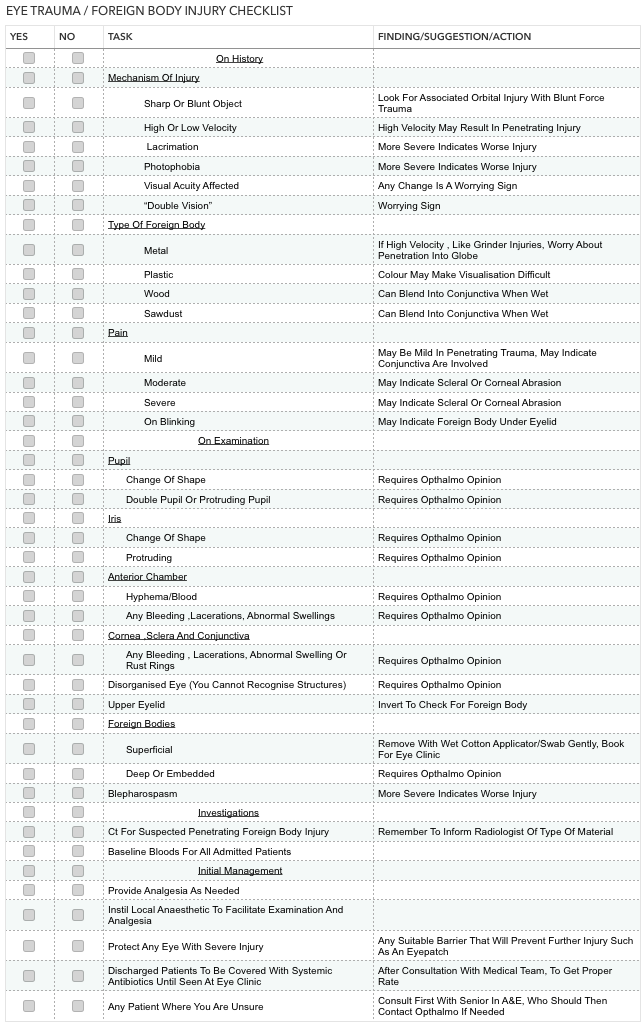 EYE TRAUMA / FOREIGN BODY INJURY CHECKLIST
YES NO TASK FINDING/SUGGESTION/ACTION
On History
Mechanism Of Injury
Sharp Or Blunt Object Look For Associated Orbital Injury With Blunt Force
Trauma
High Or Low Velocity High Velocity May Result In Penetrating Injury
Lacrimation More Severe Indicates Worse Injury
Photophobia More Severe Indicates Worse Injury
Visual Acuity Affected Any Change Is A Worrying Sign
“Double Vision” Worrying Sign
Type Of Foreign Body
Metal If High Velocity , Like Grinder Injuries, Worry About
Penetration Into Globe
Plastic Colour May Make Visualisation Difficult
Wood Can Blend Into Conjunctiva When Wet
Sawdust Can Blend Into Conjunctiva When Wet
Pain
Mild May Be Mild In Penetrating Trauma, May Indicate
Conjunctiva Are Involved
Moderate May Indicate Scleral Or Corneal Abrasion
Severe May Indicate Scleral Or Corneal Abrasion
On Blinking May Indicate Foreign Body Under Eyelid
On Examination
Pupil
Change Of Shape Requires Opthalmo Opinion
Double Pupil Or Protruding Pupil Requires Opthalmo Opinion
Iris
Change Of Shape Requires Opthalmo Opinion
Protruding Requires Opthalmo Opinion
Anterior Chamber
Hyphema/Blood Requires Opthalmo Opinion
Any Bleeding ,Lacerations, Abnormal Swellings Requires Opthalmo Opinion
Cornea ,Sclera And Conjunctiva
Any Bleeding , Lacerations, Abnormal Swelling Or
Rust Rings Requires Opthalmo Opinion
Disorganised Eye (You Cannot Recognise Structures) Requires Opthalmo Opinion
Upper Eyelid Invert To Check For Foreign Body
Foreign Bodies
Superficial Remove With Wet Cotton Applicator/Swab Gently, Book
For Eye Clinic
Deep Or Embedded Requires Opthalmo Opinion
Blepharospasm More Severe Indicates Worse Injury
Investigations
Ct For Suspected Penetrating Foreign Body Injury Remember To Inform Radiologist Of Type Of Material
Baseline Bloods For All Admitted Patients
Initial Management
Provide Analgesia As Needed
Instil Local Anaesthetic To Facilitate Examination And
Analgesia
Protect Any Eye With Severe Injury Any Suitable Barrier That Will Prevent Further Injury Such
As An Eyepatch
Discharged Patients To Be Covered With Systemic After Consultation With Medical Team, To Get Proper
Antibiotics Until Seen At Eye Clinic Rate
Any Patient Where You Are Unsure Consult First With Senior In A&E, Who Should Then
Contact Opthalmo If Needed